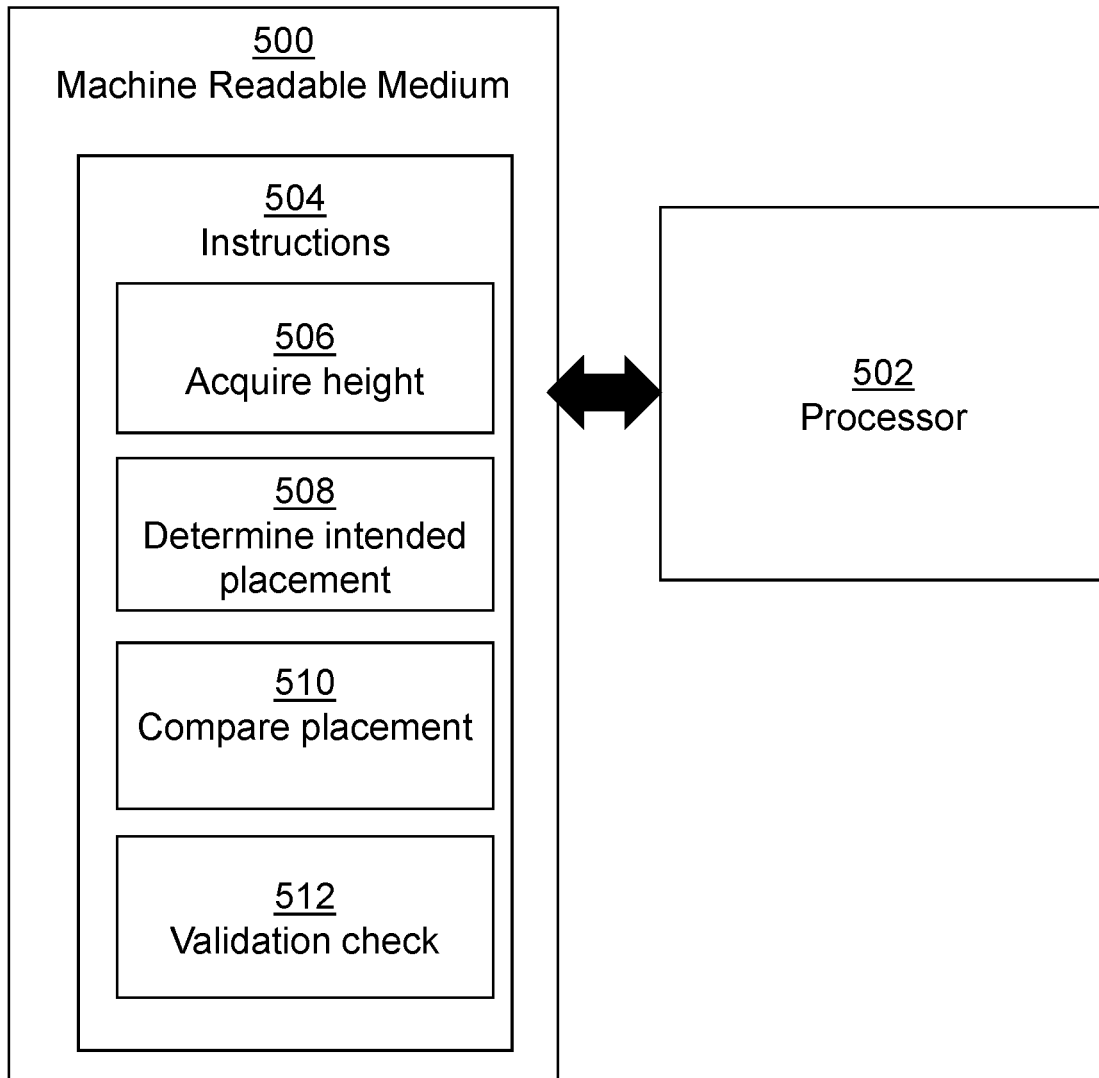 500
Machine Readable Medium
504
Instructions
506
Acquire height
508
Determine intended
placement
510
Compare placement
512
Validation check
502
Processor